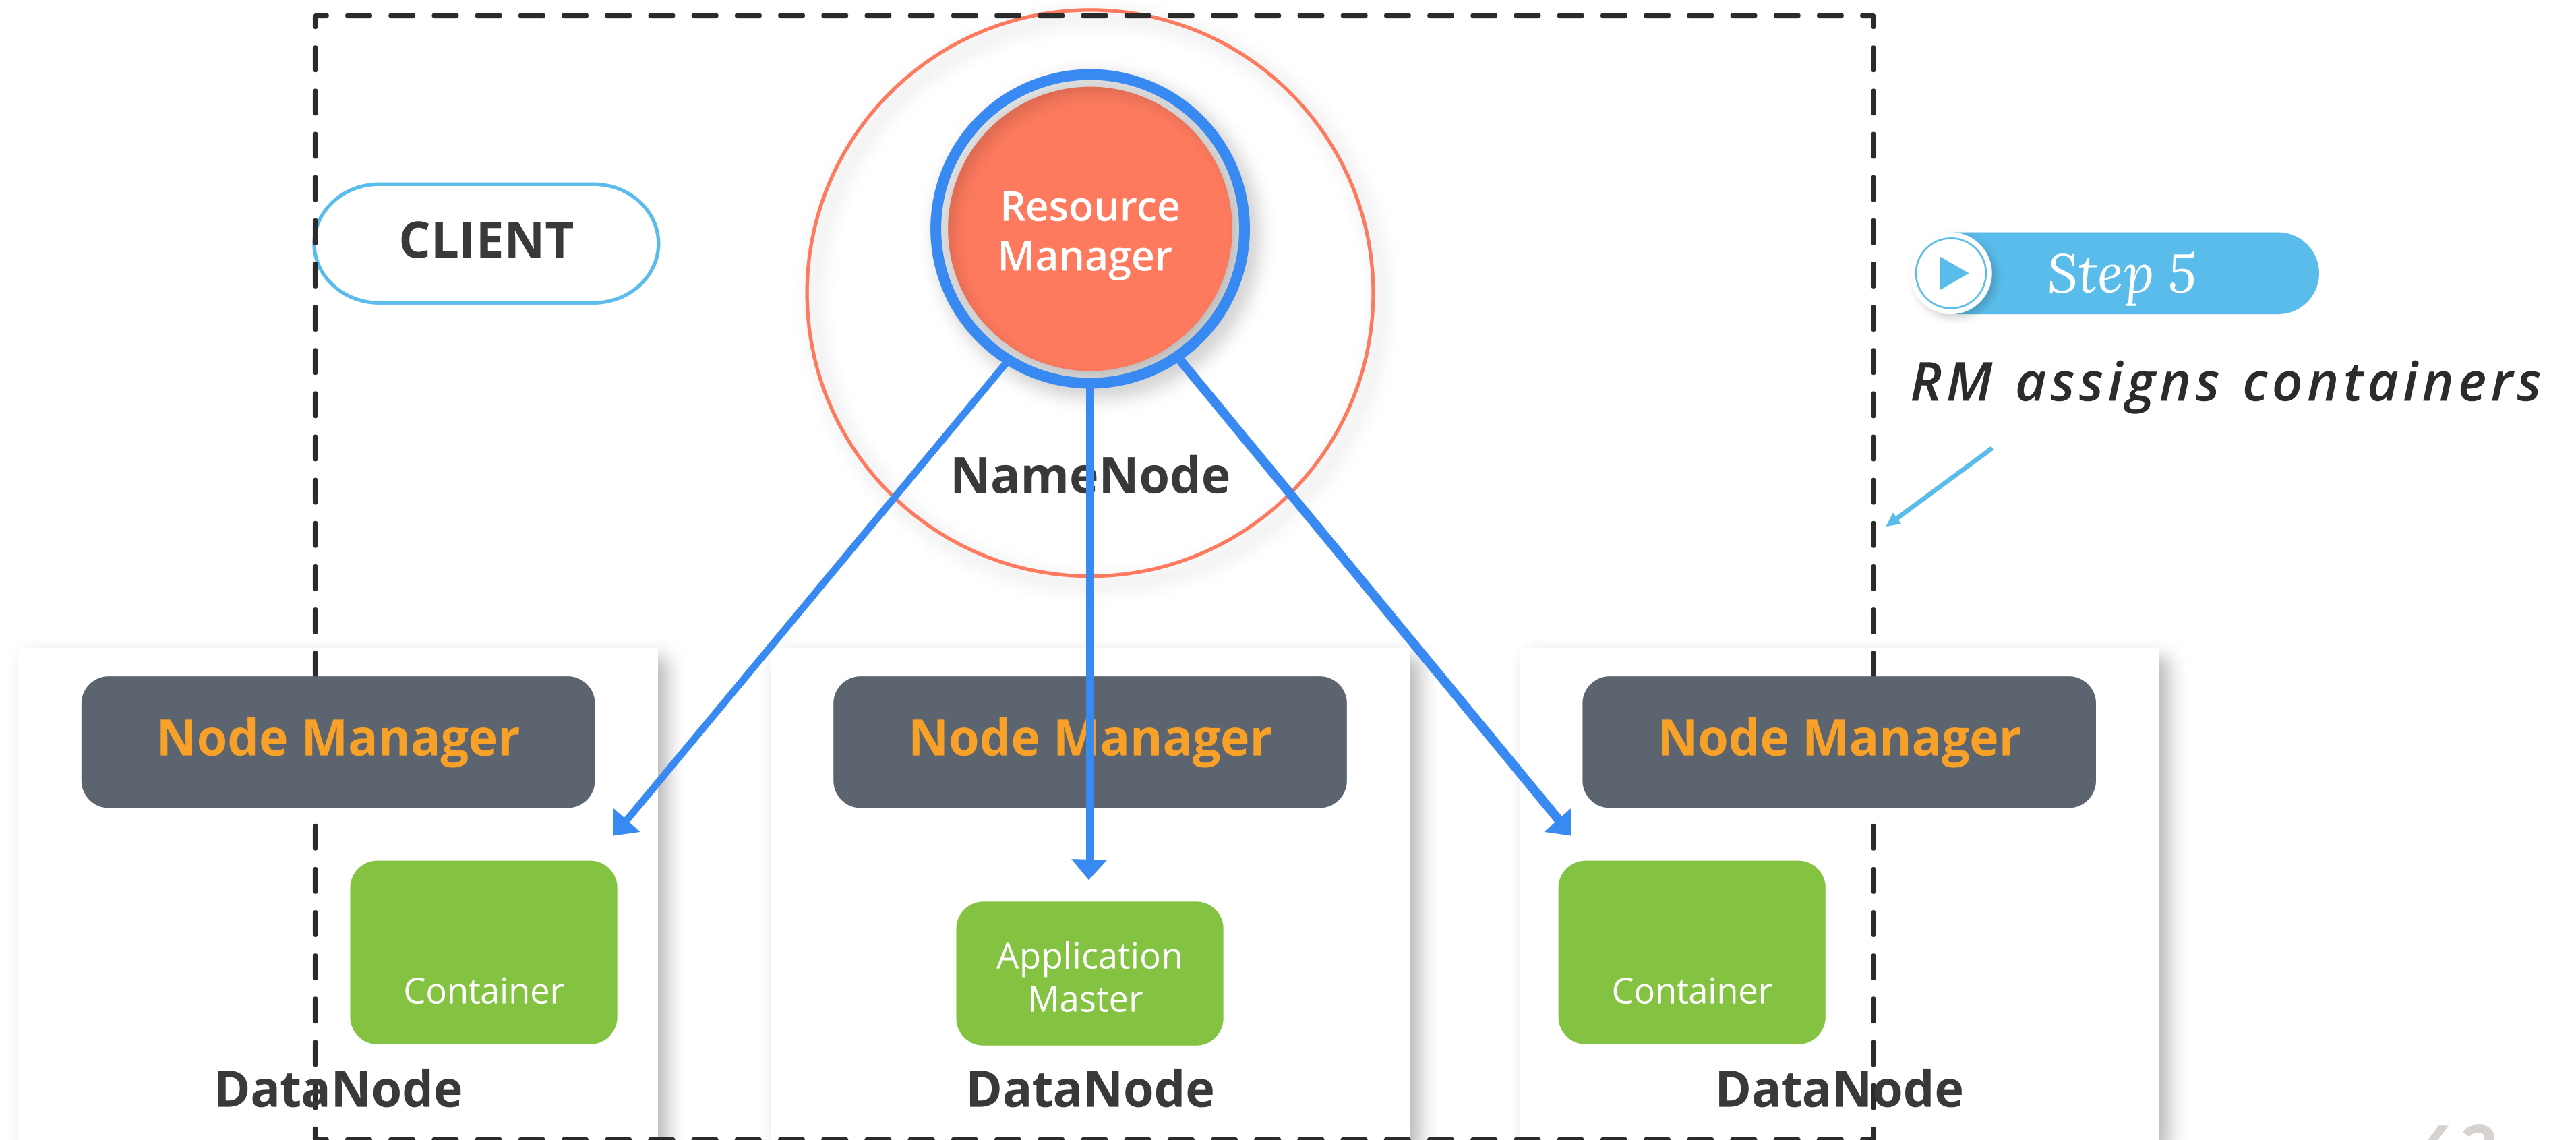 CLIENT
Resource
Manager
NameNode
Step 5
RM assigns containers
Node Manager
Node Manager
Node Manager
Container
Application
Master
Container
DataNode
DataNode
DataNode